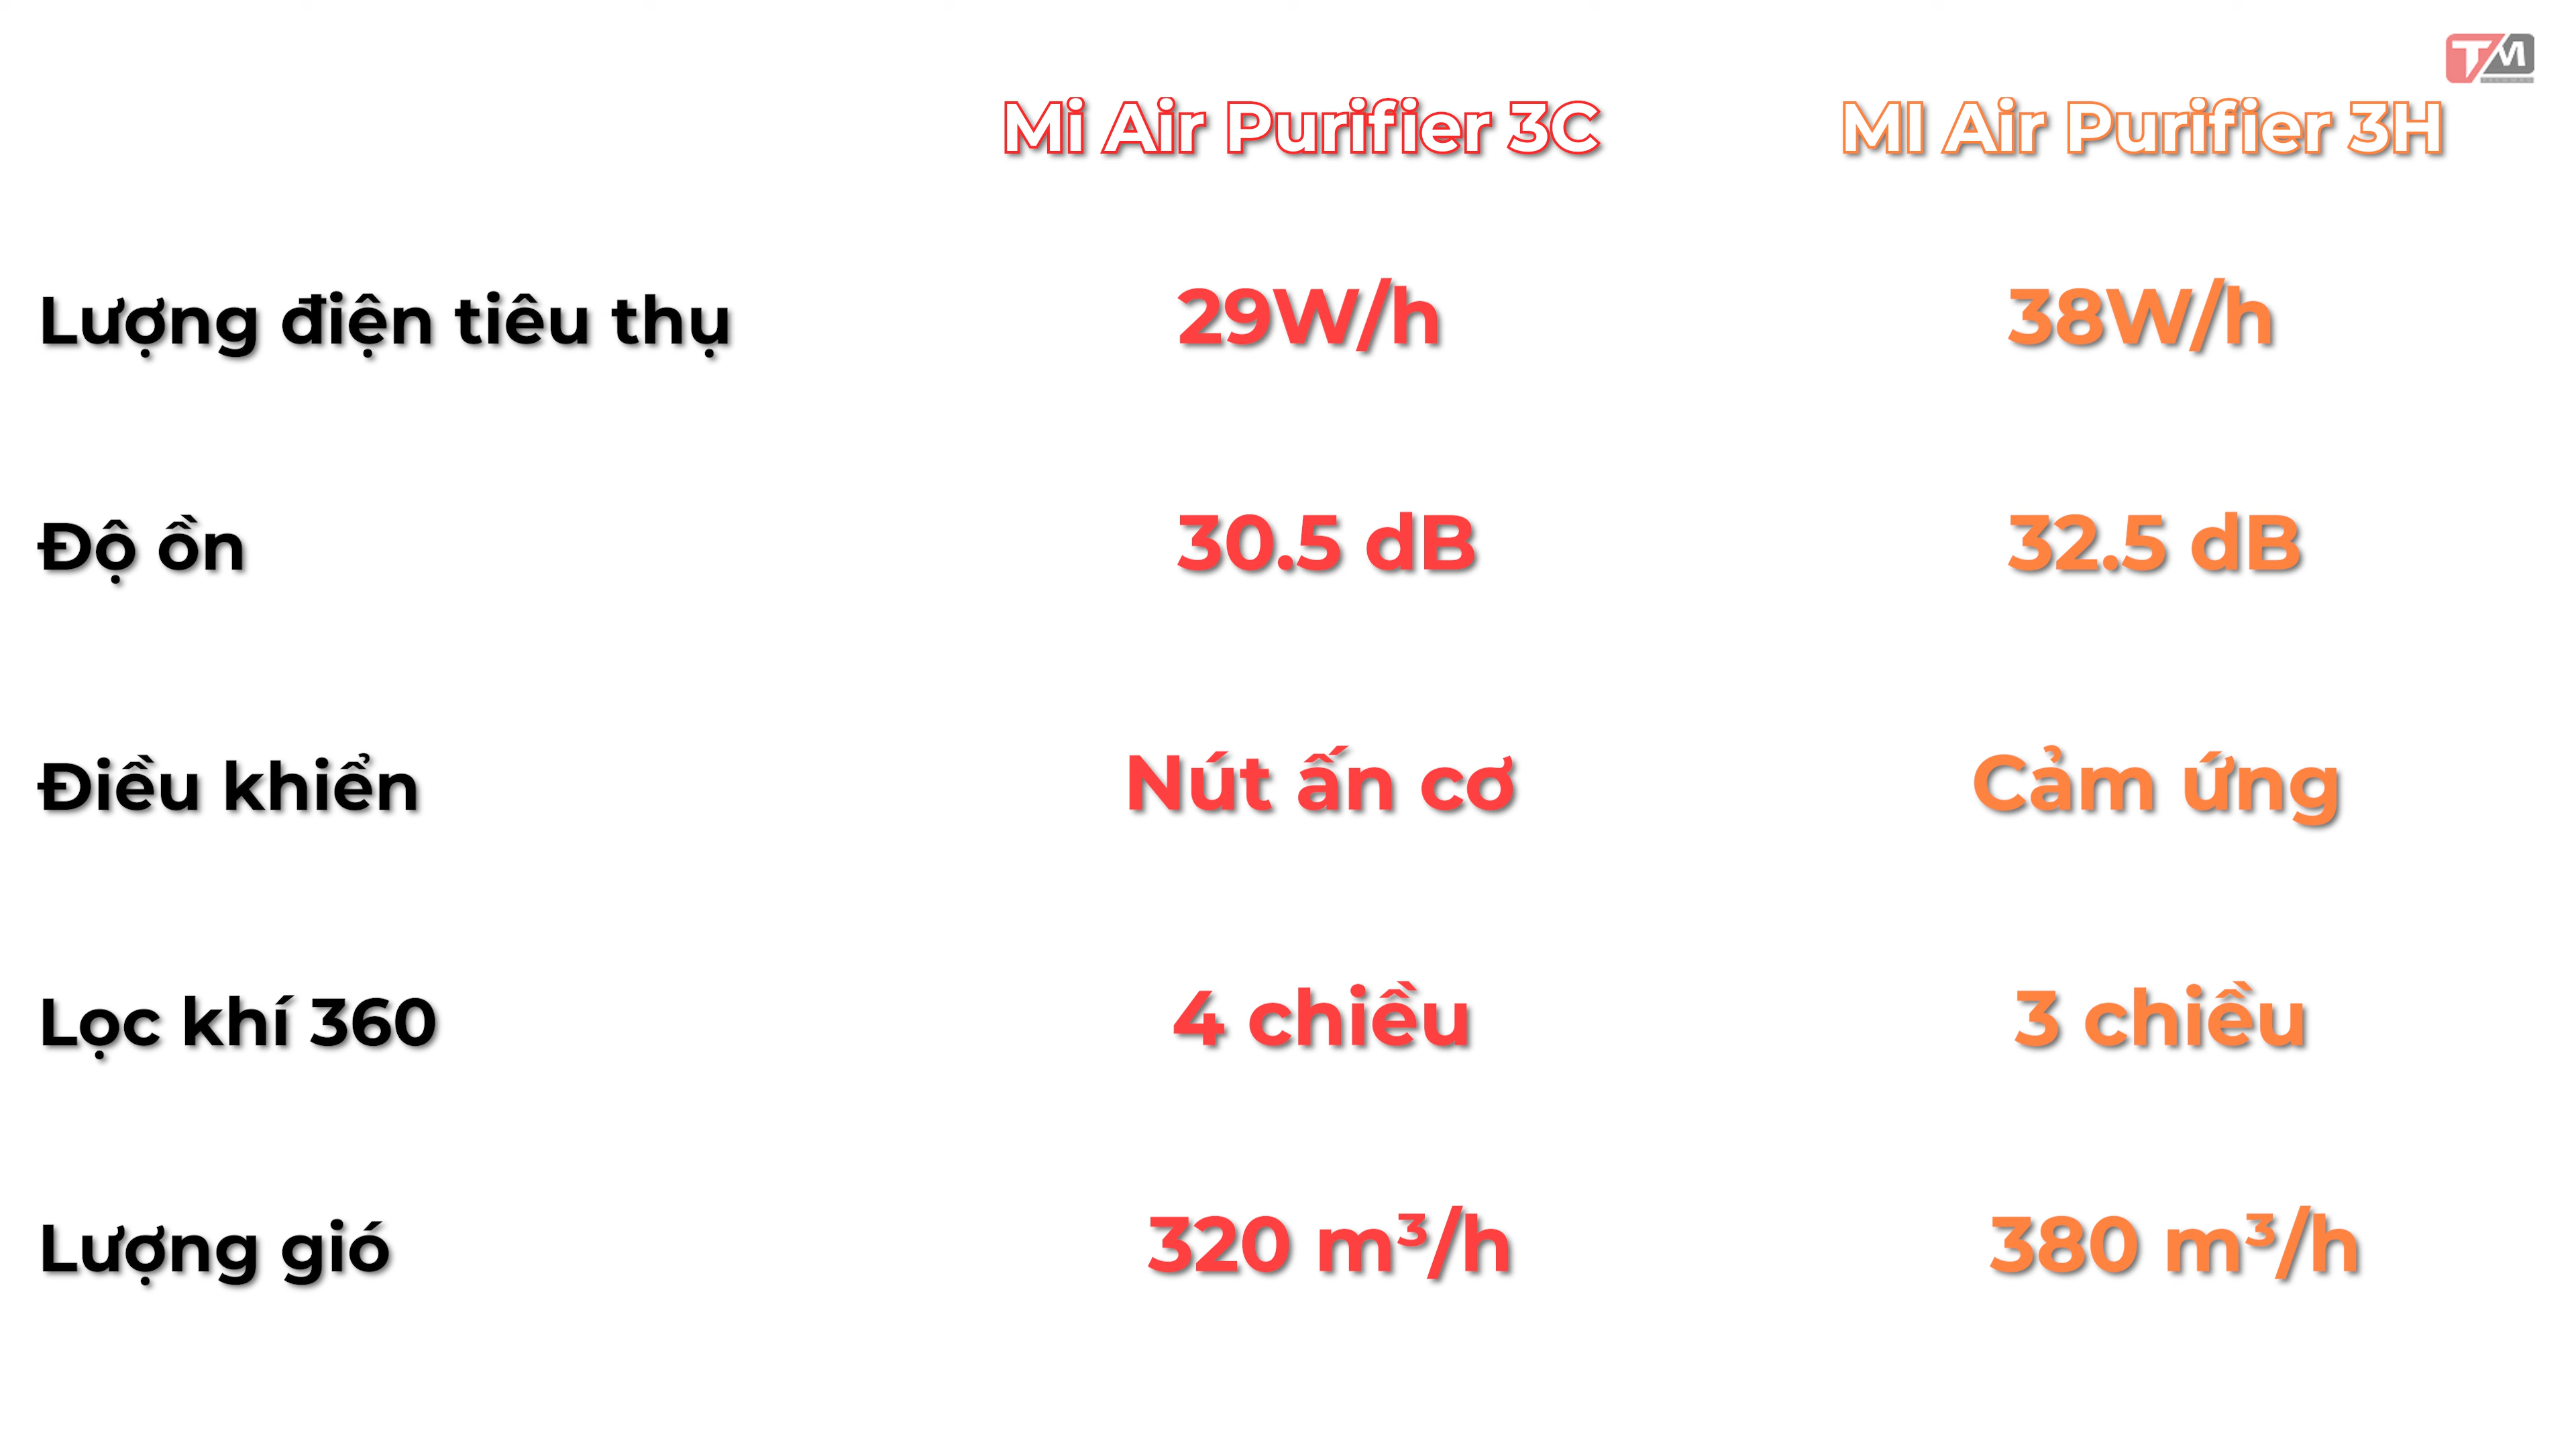 TM
Mi Air Purifier 3C MI Air Purifier 3H
Lượng điện tiêu thụ 29W/h 38W/h
Độ ồn 30.5 dB 32.5 dB
Điều khiển Nút ấn cơ Cảm ứng
Lọc khí 360 4 chiều 3 chiều
Lượng gió 320 m³/h 380 m³/h